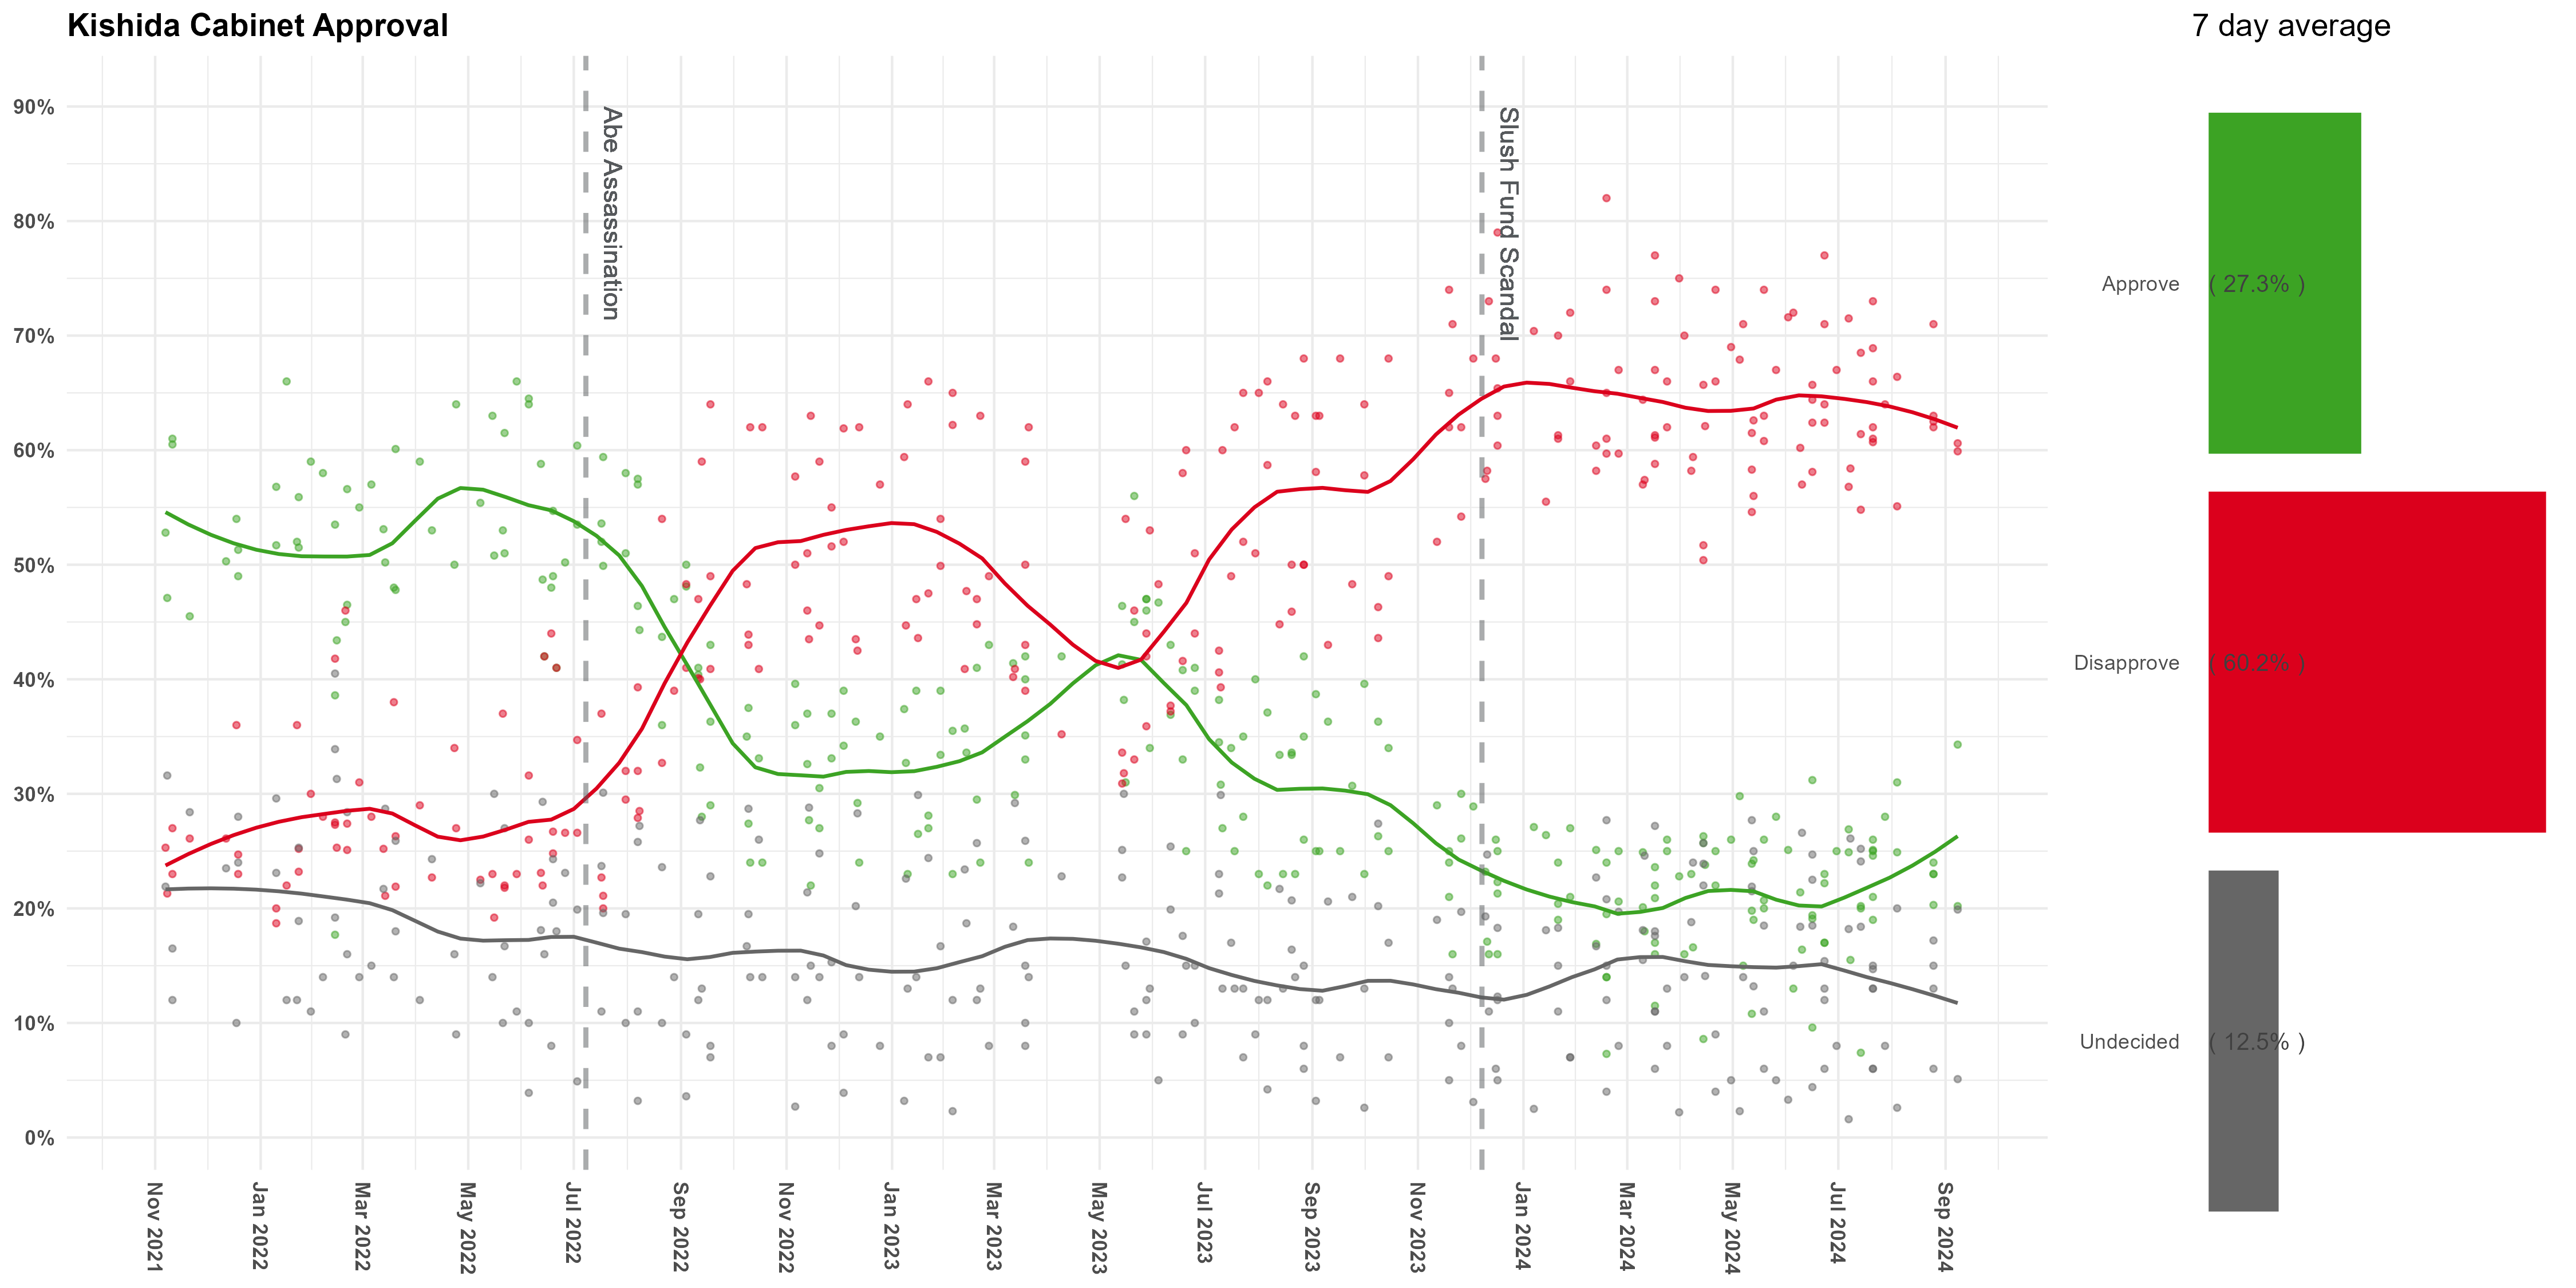 Kishida Cabinet Approval
7 day average
90%
80%
70%
60%
50%
40%
30%
20%
10%
0%
Abe Assassination
Slush Fund Scandal
Nov 2021
Jan 2022
Mar 2022
May 2022
Jul 2022
Sep 2022
Nov 2022
Jan 2023
Mar 2023
May 2023
Jul 2023
Sep 2023
Nov 2023
Jan 2024
Mar 2024
May 2024
Jul 2024
Sep 2024
Approve
( 27.3% )
Disapprove
( 60.2% )
Undecided
( 12.5% )